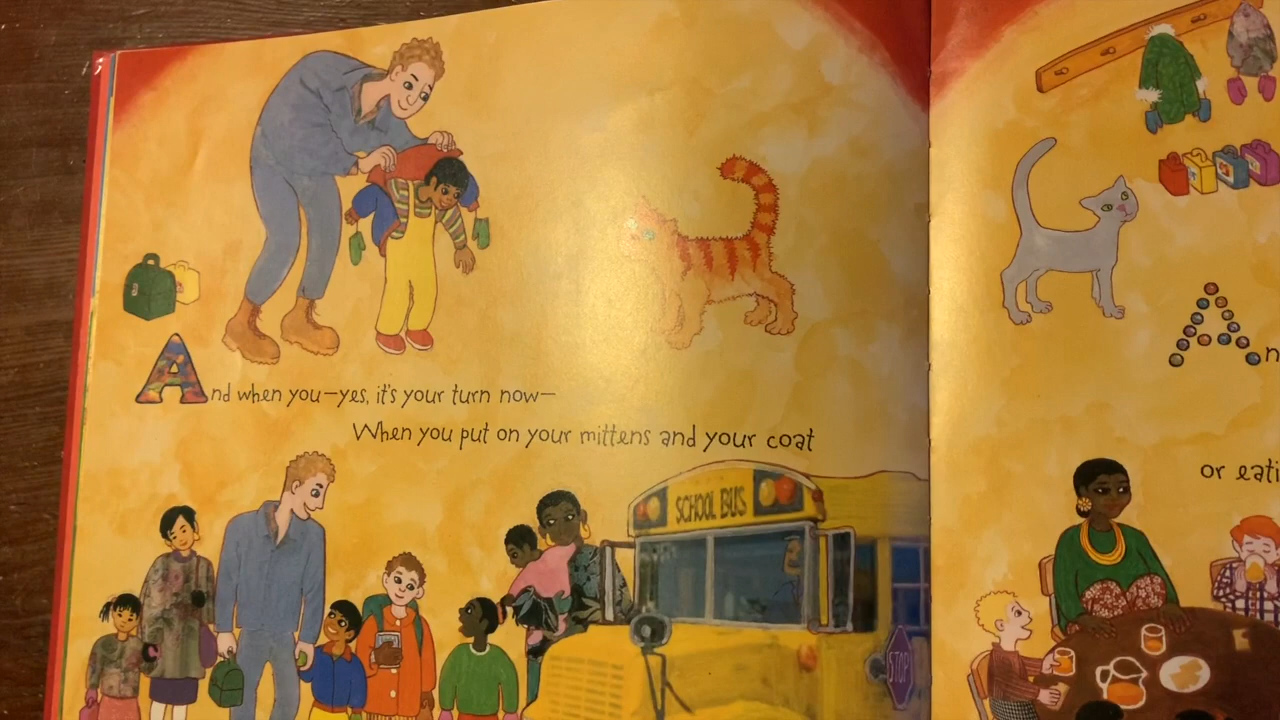 And when you—yes, it's your turn now—
When you put on your mittens and your coat
SCHOOL BUS
STOP
An
or eati